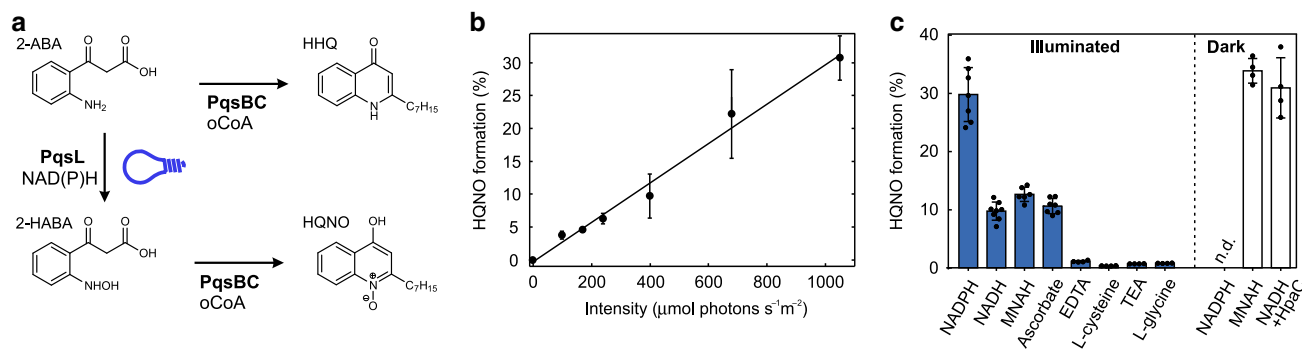 a
2-ABA
O
O
OH
NH₂
PqsBC
oCoA
HHQ
O
N
H
C₇H₁₅
PqsL
NAD(P)H
2-HABA
O
O
OH
NHOH
PqsBC
oCoA
HQNO
OH
N
⊕
O
⊖
C₇H₁₅
b
HQNO formation (%)
30
25
20
15
10
5
0
0
200
400
600
800
1000
Intensity (µmol photons s⁻¹m⁻²)
c
HQNO formation (%)
40
30
20
10
0
Illuminated
Dark
n.d.
NADPH
NADH
MNAH
Ascorbate
EDTA
L-cysteine
TEA
L-glycine
NADPH
MNAH
NADH
+HpaC